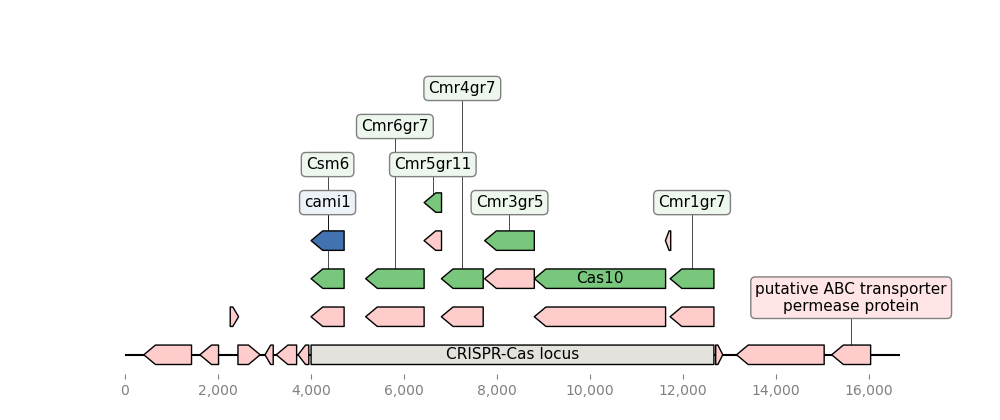 Cmr4gr7
Cmr6gr7
Csm6
Cmr5gr11
cami1
Cmr3gr5
Cmr1gr7
Cas10
putative ABC transporter
permease protein
CRISPR-Cas locus
0
2,000
4,000
6,000
8,000
10,000
12,000
14,000
16,000